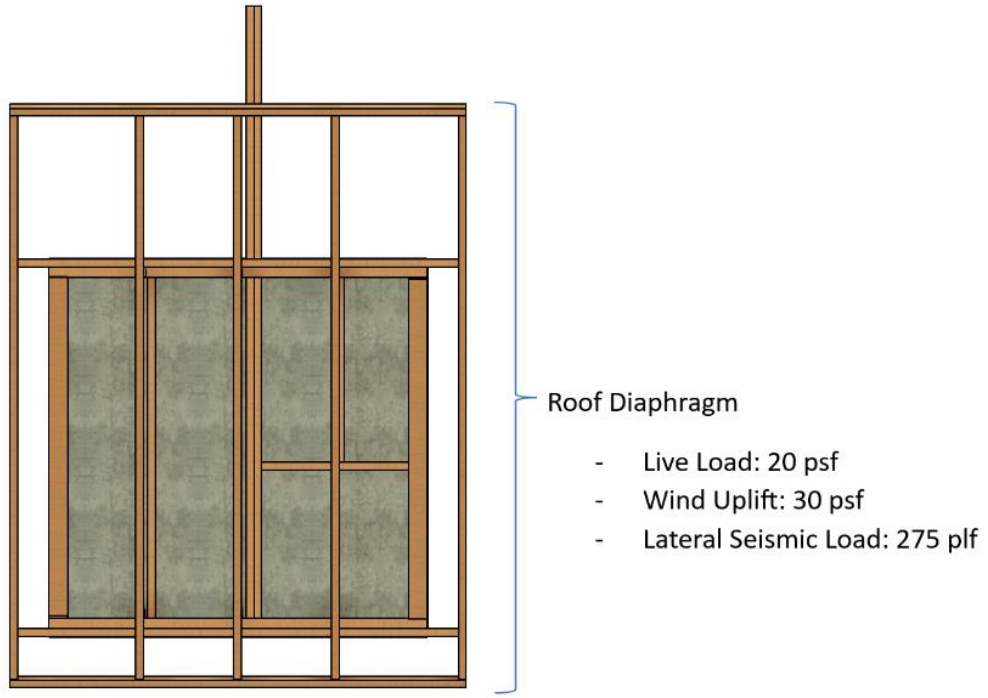 Roof Diaphragm
- Live Load: 20 psf
- Wind Uplift: 30 psf
- Lateral Seismic Load: 275 plf